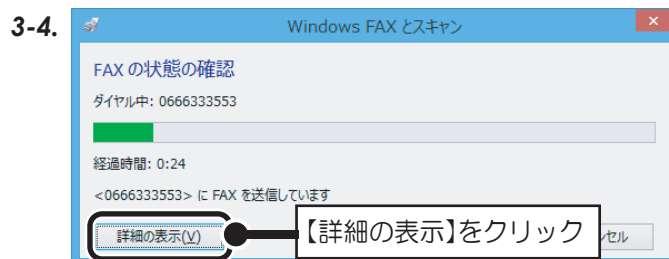 3-4.
Windows FAX とスキャン
FAX の状態の確認
ダイヤル中: 0666333553
経過時間: 0:24
<0666333553> に FAX を送信しています
詳細の表示(V)
【詳細の表示】をクリック
ンセル